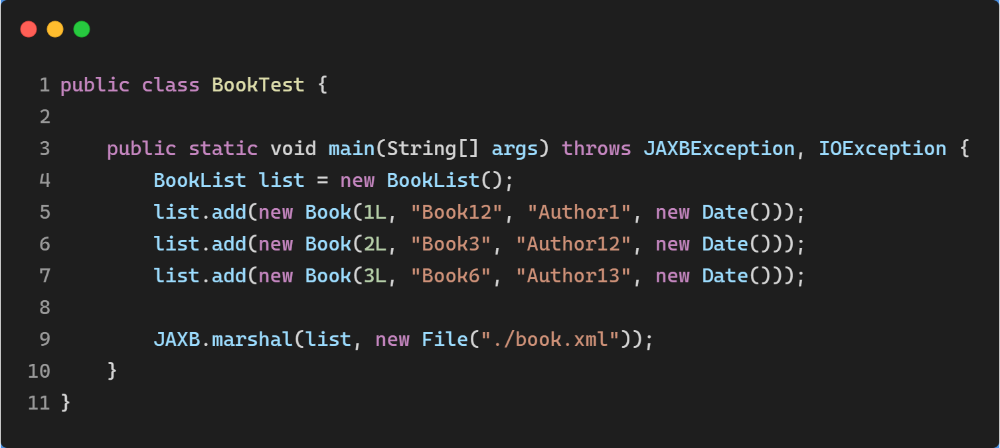 1 public class BookTest {
2
3     public static void main(String[] args) throws JAXBException, IOException {
4         BookList list = new BookList();
5         list.add(new Book(1L, "Book12", "Author1", new Date()));
6         list.add(new Book(2L, "Book3", "Author12", new Date()));
7         list.add(new Book(3L, "Book6", "Author13", new Date()));
8
9         JAXB.marshal(list, new File("./book.xml"));
10     }
11 }